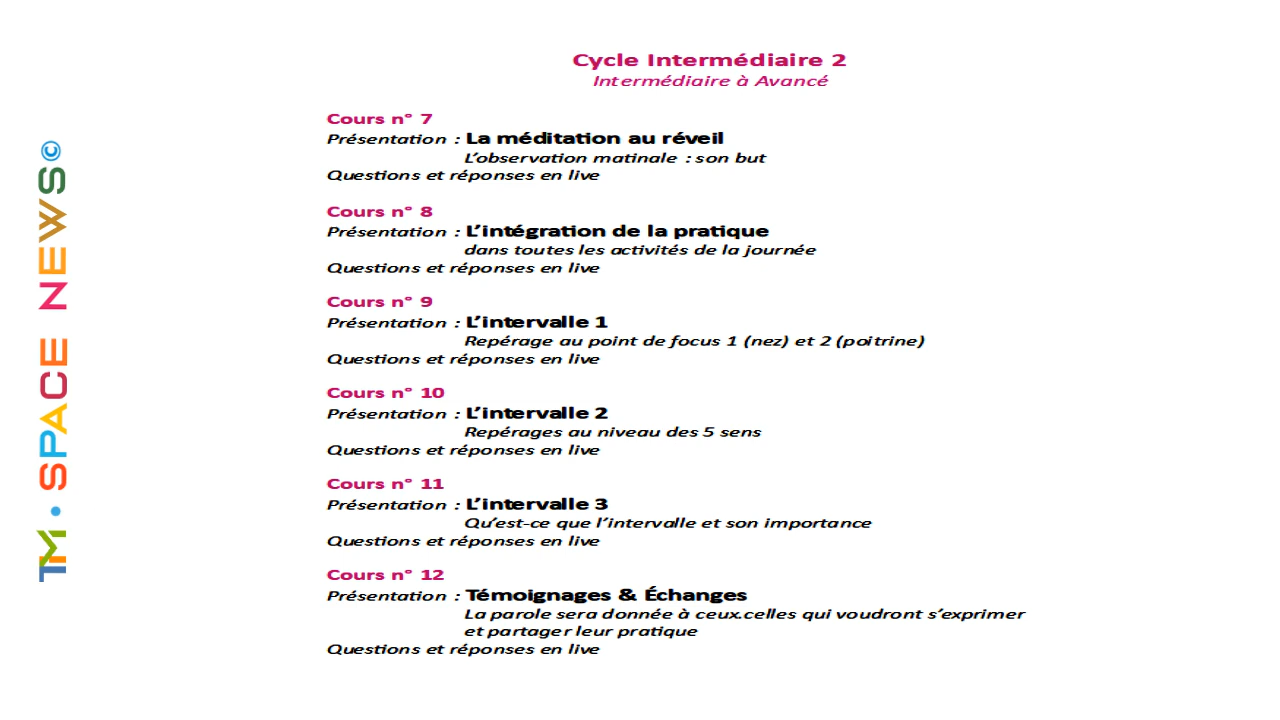 Cycle Intermédiaire 2
Intermédiaire à Avancé
Cours n° 7
Présentation : La méditation au réveil
L’observation matinale : son but
Questions et réponses en live
Cours n° 8
Présentation : L’intégration de la pratique
dans toutes les activités de la journée
Questions et réponses en live
Cours n° 9
Présentation : L’intervalle 1
Repérage au point de focus 1 (nez) et 2 (poitrine)
Questions et réponses en live
Cours n° 10
Présentation : L’intervalle 2
Repérages au niveau des 5 sens
Questions et réponses en live
Cours n° 11
Présentation : L’intervalle 3
Qu’est-ce que l’intervalle et son importance
Questions et réponses en live
Cours n° 12
Présentation : Témoignages & Échanges
La parole sera donnée à ceux.celles qui voudront s’exprimer
et partager leur pratique
Questions et réponses en live
TM • SPACE NEWS©